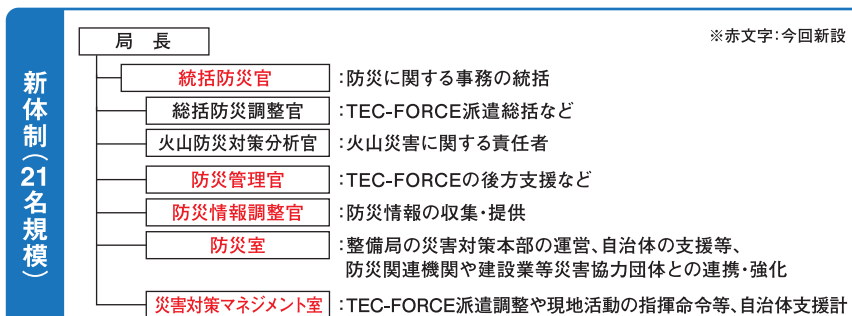 新体制（21名規模）
※赤文字：今回新設
局 長
統括防災官：防災に関する事務の統括
総括防災調整官：TEC-FORCE派遣総括など
火山防災対策分析官：火山災害に関する責任者
防災管理官：TEC-FORCEの後方支援など
防災情報調整官：防災情報の収集・提供
防災室：整備局の災害対策本部の運営、自治体の支援等、
防災関連機関や建設業等災害協力団体との連携・強化
災害対策マネジメント室：TEC-FORCE派遣調整や現地活動の指揮命令等、自治体支援計